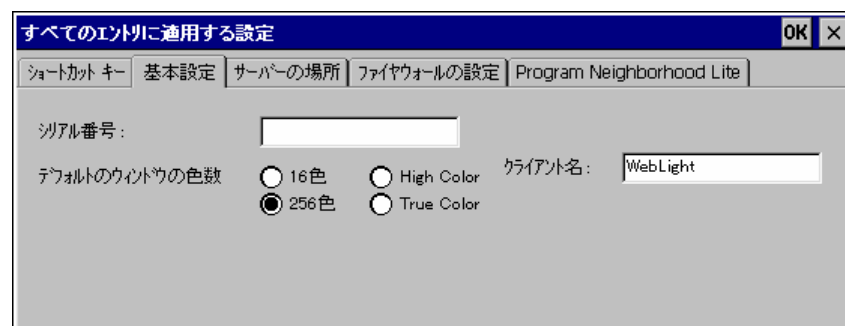 すべてのｴﾝﾄﾘに適用する設定 OK ×
ｼｮｰﾄｶｯﾄ ｷｰ 基本設定 ｻｰﾊﾞｰの場所 ﾌｧｲﾔｳｫｰﾙの設定 Program Neighborhood Lite
ｼﾘｱﾙ番号:
ﾃﾞﾌｫﾙﾄのｳｨﾝﾄﾞｳの色数 16色 High Color ｸﾗｲｱﾝﾄ名: WebLight
256色 True Color